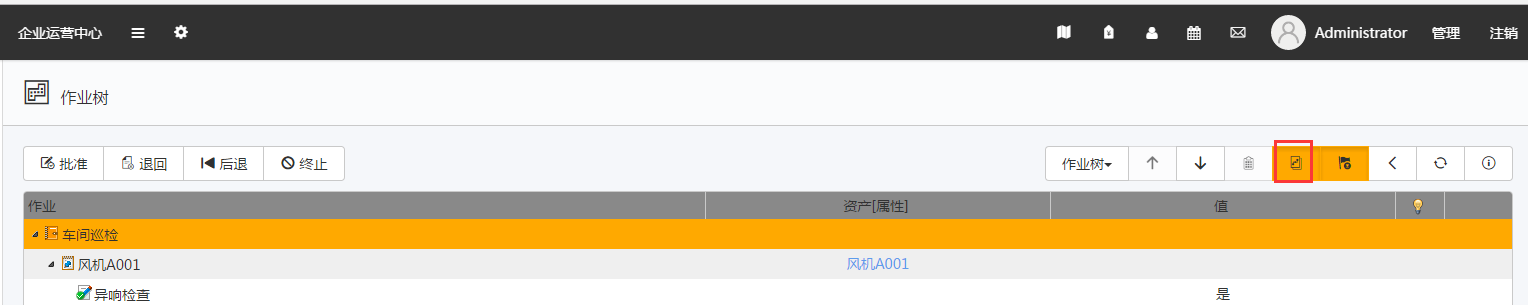 企业运营中心 Administrator 管理 注销
作业树
批准 退回 后退 终止 作业树
作业 资产[属性] 值
车间巡检
风机A001 风机A001
异响检查 是